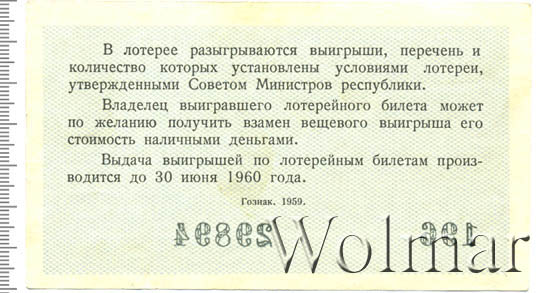 В лотерее разыгрываются выигрыши, перечень и
количество которых установлены условиями лотереи,
утвержденными Советом Министров республики.
Владелец выигравшего лотерейного билета может
по желанию получить взамен вещевого выигрыша его
стоимость наличными деньгами.
Выдача выигрышей по лотерейным билетам произ-
водится до 30 июня 1960 года.
Гознак. 1959.
Wolmar